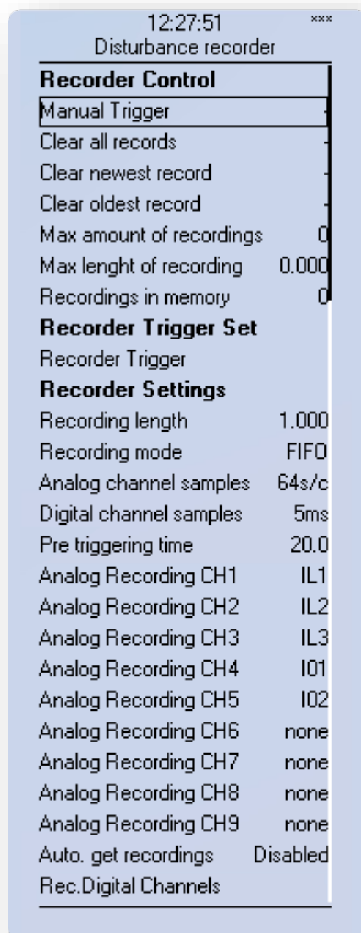 12:27:51 ***
Disturbance recorder
Recorder Control
Manual Trigger -
Clear all records -
Clear newest record -
Clear oldest record -
Max amount of recordings 0
Max lenght of recording 0.000
Recordings in memory 0
Recorder Trigger Set
Recorder Trigger
Recorder Settings
Recording length 1.000
Recording mode FIFO
Analog channel samples 64s/c
Digital channel samples 5ms
Pre triggering time 20.0
Analog Recording CH1 IL1
Analog Recording CH2 IL2
Analog Recording CH3 IL3
Analog Recording CH4 I01
Analog Recording CH5 I02
Analog Recording CH6 none
Analog Recording CH7 none
Analog Recording CH8 none
Analog Recording CH9 none
Auto. get recordings Disabled
Rec.Digital Channels